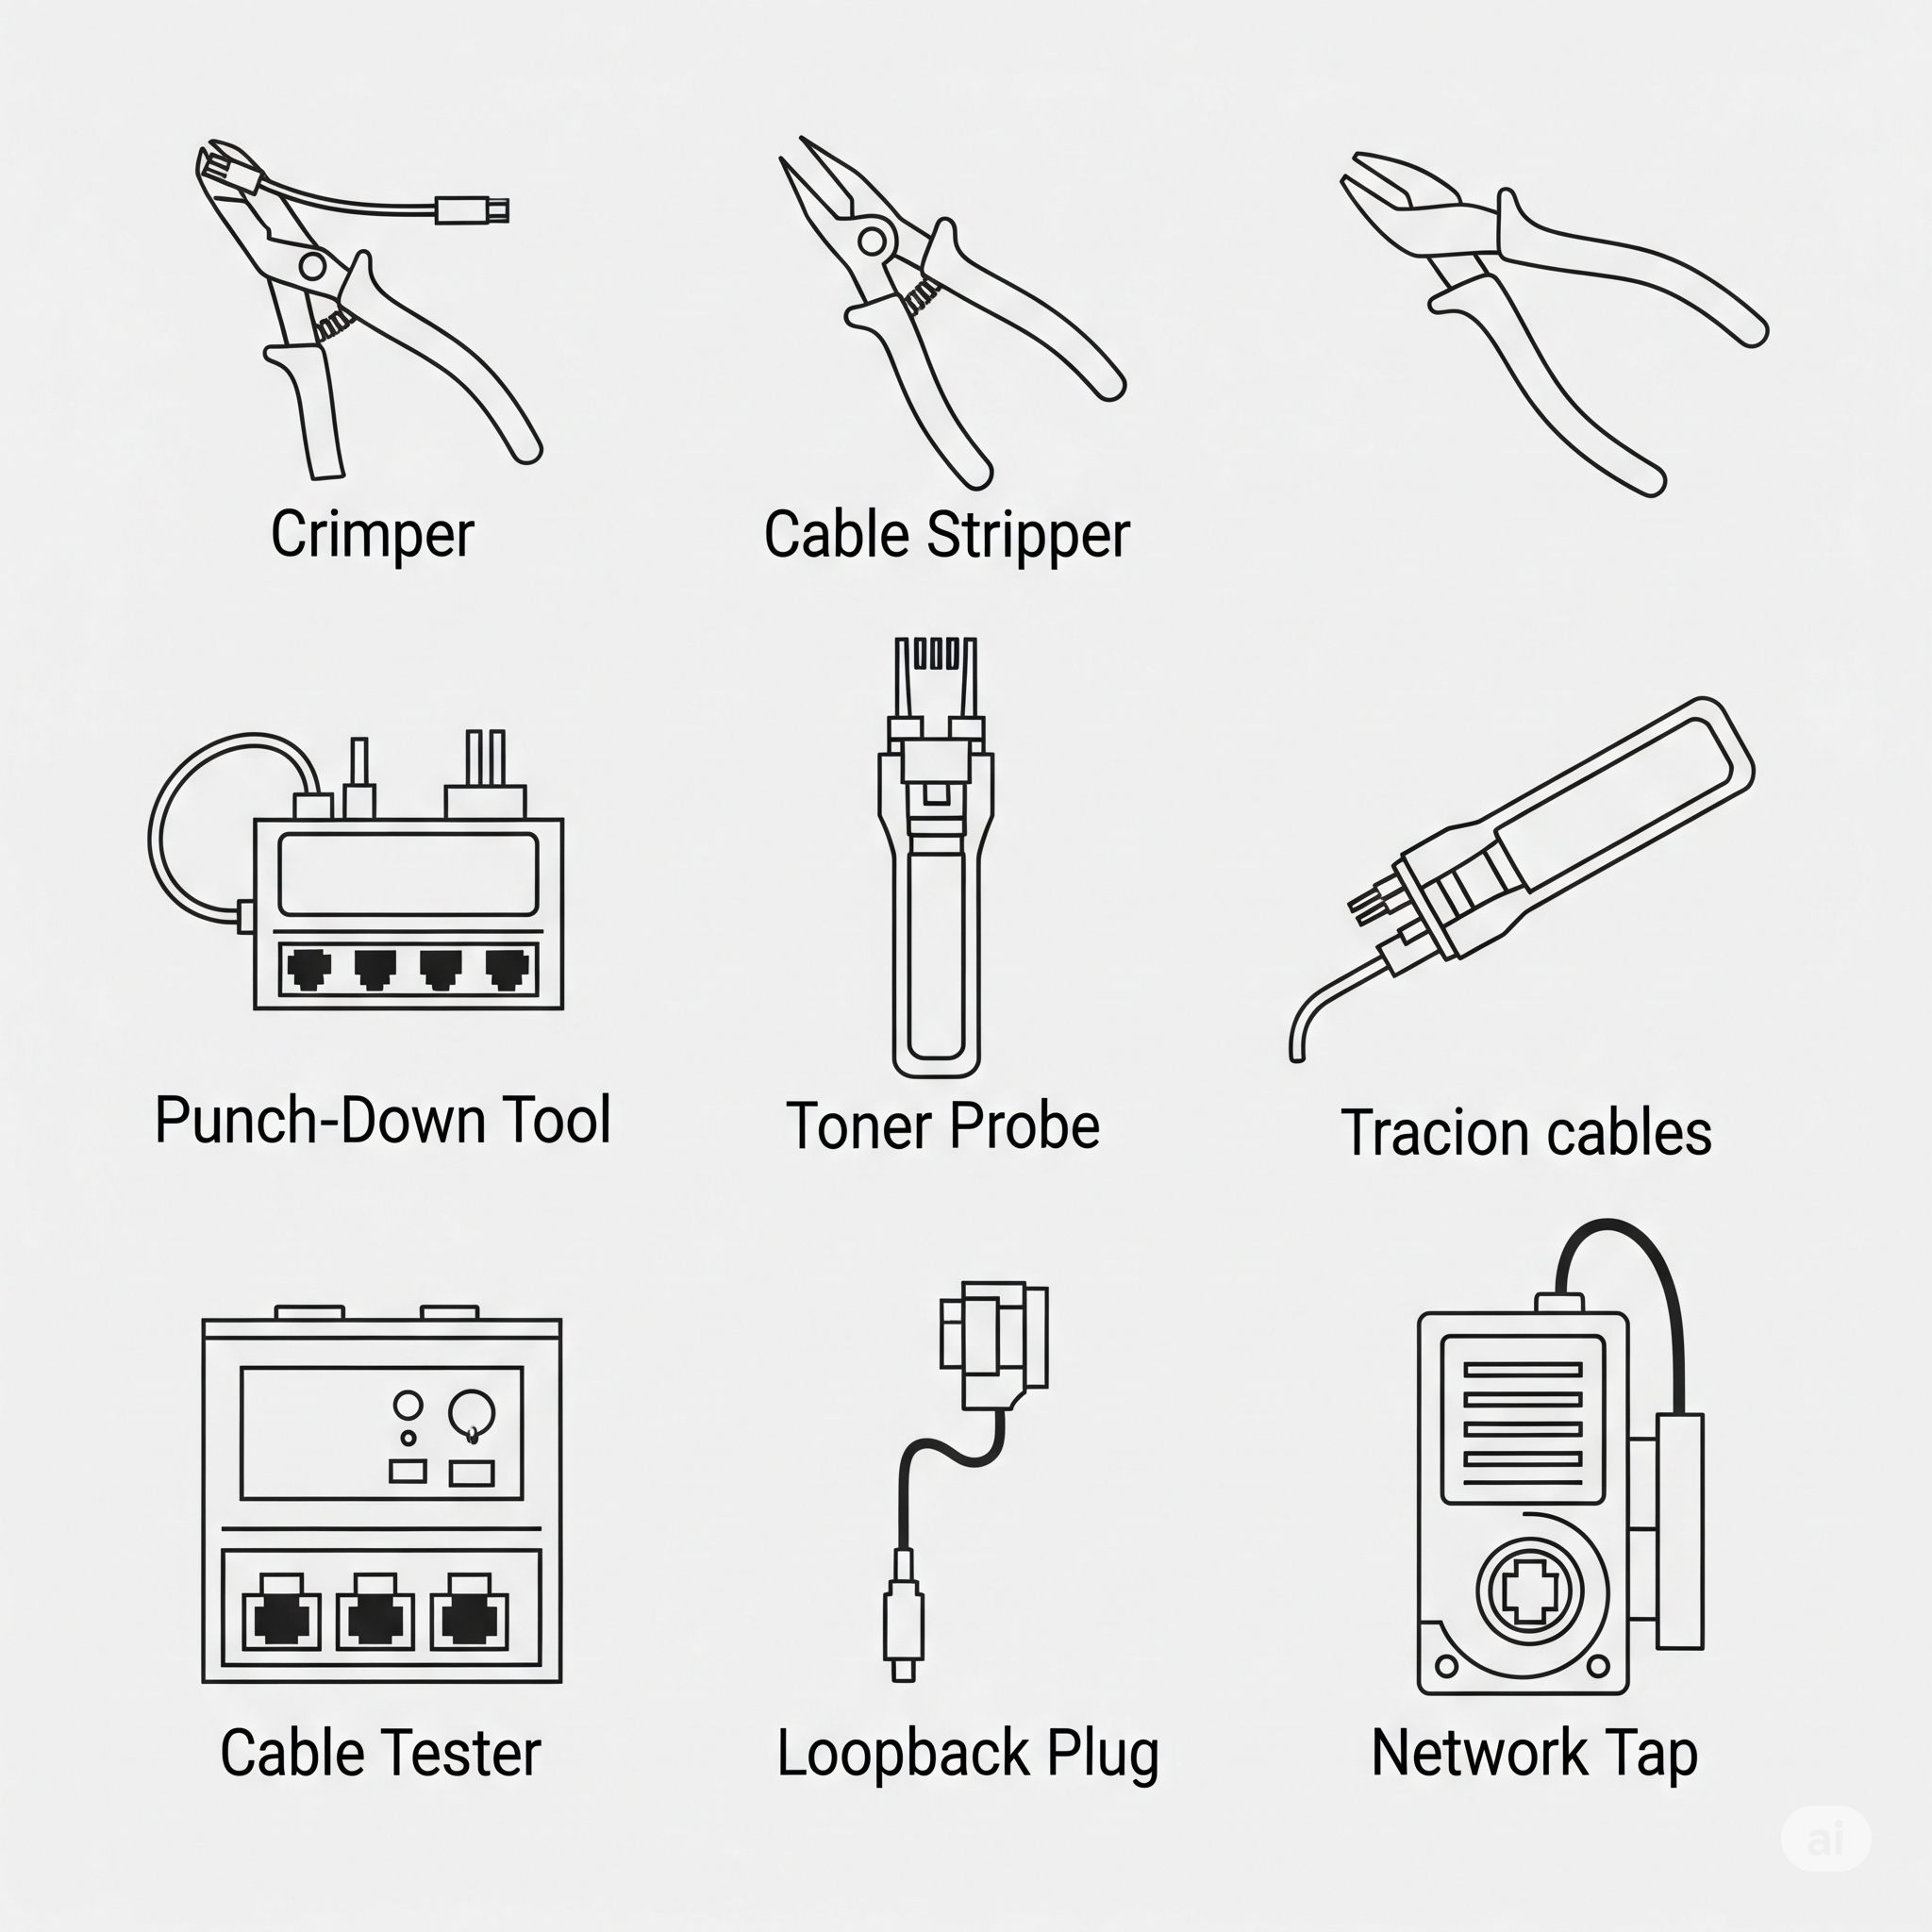 Crimper
Cable Stripper
Punch-Down Tool
Toner Probe
Tracion cables
Cable Tester
Loopback Plug
Network Tap
ai